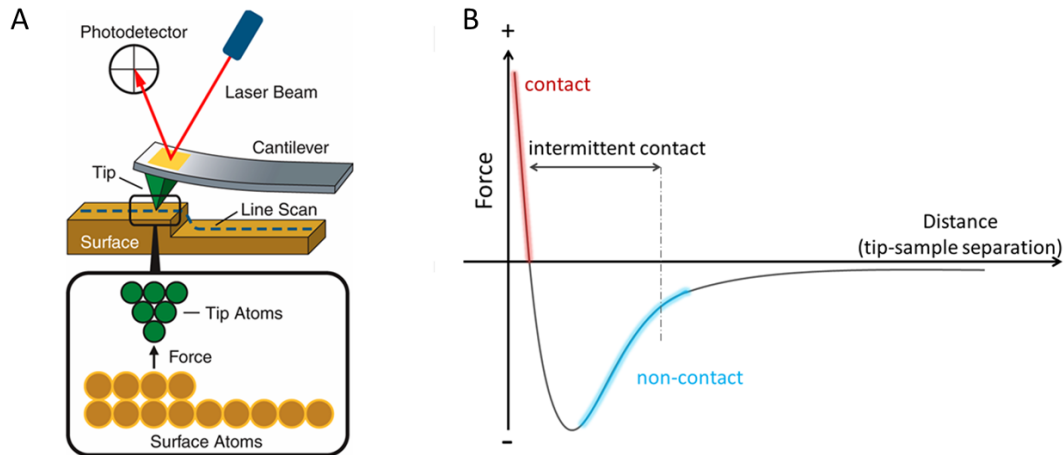 A
Photodetector
Laser Beam
Cantilever
Tip
Line Scan
Surface
Tip Atoms
Force
Surface Atoms
B
+
contact
intermittent contact
Force
Distance
(tip-sample separation)
non-contact
-